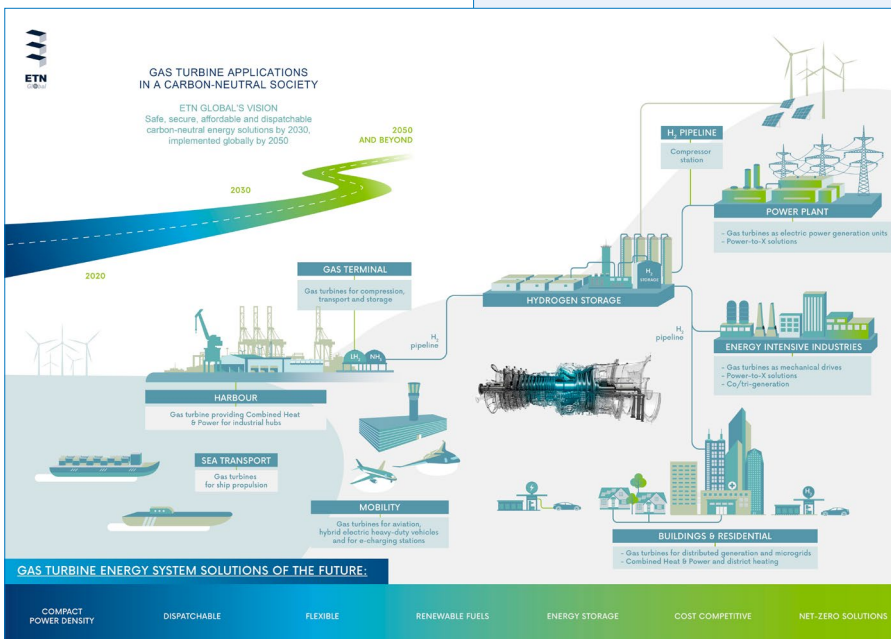 ETN
Global
GAS TURBINE APPLICATIONS
IN A CARBON-NEUTRAL SOCIETY
ETN GLOBAL'S VISION
Safe, secure, affordable and dispatchable
carbon-neutral energy solutions by 2030,
implemented globally by 2050
2050
AND BEYOND
2030
2020
H₂ PIPELINE
Compressor
station
POWER PLANT
- Gas turbines as electric power generation units
- Power-to-X solutions
GAS TERMINAL
Gas turbines for compression,
transport and storage
H₂
STORAGE
HYDROGEN STORAGE
H₂
pipeline
H₂
pipeline
LH₂
NH₃
ENERGY INTENSIVE INDUSTRIES
- Gas turbines as mechanical drives
- Power-to-X solutions
- Co/tri-generation
HARBOUR
Gas turbine providing Combined Heat
& Power for industrial hubs
SEA TRANSPORT
Gas turbines
for ship propulsion
MOBILITY
Gas turbines for aviation,
hybrid electric heavy-duty vehicles
and for e-charging stations
H₂
BUILDINGS & RESIDENTIAL
- Gas turbines for distributed generation and microgrids
- Combined Heat & Power and district heating
GAS TURBINE ENERGY SYSTEM SOLUTIONS OF THE FUTURE:
COMPACT
POWER DENSITY
DISPATCHABLE
FLEXIBLE
RENEWABLE FUELS
ENERGY STORAGE
COST COMPETITIVE
NET-ZERO SOLUTIONS